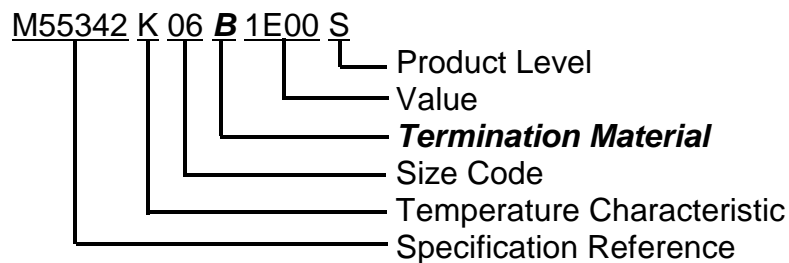 M55342 K 06 B 1E00 S
Product Level
Value
Termination Material
Size Code
Temperature Characteristic
Specification Reference